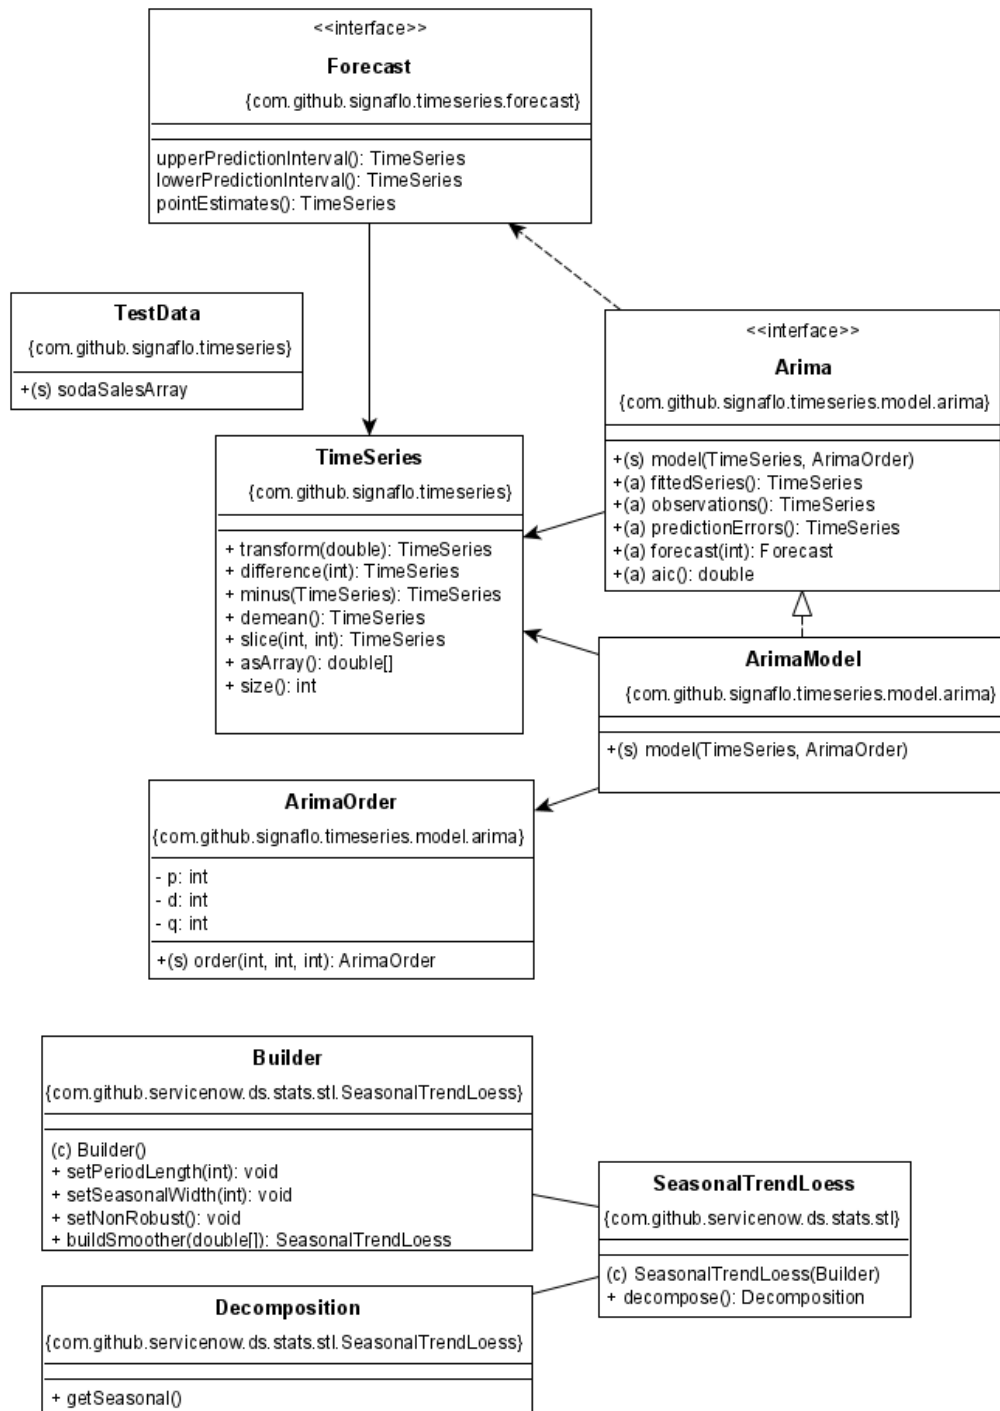 <<interface>>
Forecast
{com.github.signaflo.timeseries.forecast}
upperPredictionInterval(): TimeSeries
lowerPredictionInterval(): TimeSeries
pointEstimates(): TimeSeries
TestData
{com.github.signaflo.timeseries}
+(s) sodaSalesArray
<<interface>>
Arima
{com.github.signaflo.timeseries.model.arima}
+(s) model(TimeSeries, ArimaOrder)
+(a) fittedSeries(): TimeSeries
+(a) observations(): TimeSeries
+(a) predictionErrors(): TimeSeries
+(a) forecast(int): Forecast
+(a) aic(): double
TimeSeries
{com.github.signaflo.timeseries}
+ transform(double): TimeSeries
+ difference(int): TimeSeries
+ minus(TimeSeries): TimeSeries
+ demean(): TimeSeries
+ slice(int, int): TimeSeries
+ asArray(): double[]
+ size(): int
ArimaModel
{com.github.signaflo.timeseries.model.arima}
+(s) model(TimeSeries, ArimaOrder)
ArimaOrder
{com.github.signaflo.timeseries.model.arima}
- p: int
- d: int
- q: int
+(s) order(int, int, int): ArimaOrder
Builder
{com.github.servicenow.ds.stats.stl.SeasonalTrendLoess}
(c) Builder()
+ setPeriodLength(int): void
+ setSeasonalWidth(int): void
+ setNonRobust(): void
+ buildSmoother(double[]): SeasonalTrendLoess
SeasonalTrendLoess
{com.github.servicenow.ds.stats.stl}
(c) SeasonalTrendLoess(Builder)
+ decompose(): Decomposition
Decomposition
{com.github.servicenow.ds.stats.stl.SeasonalTrendLoess}
+ getSeasonal()